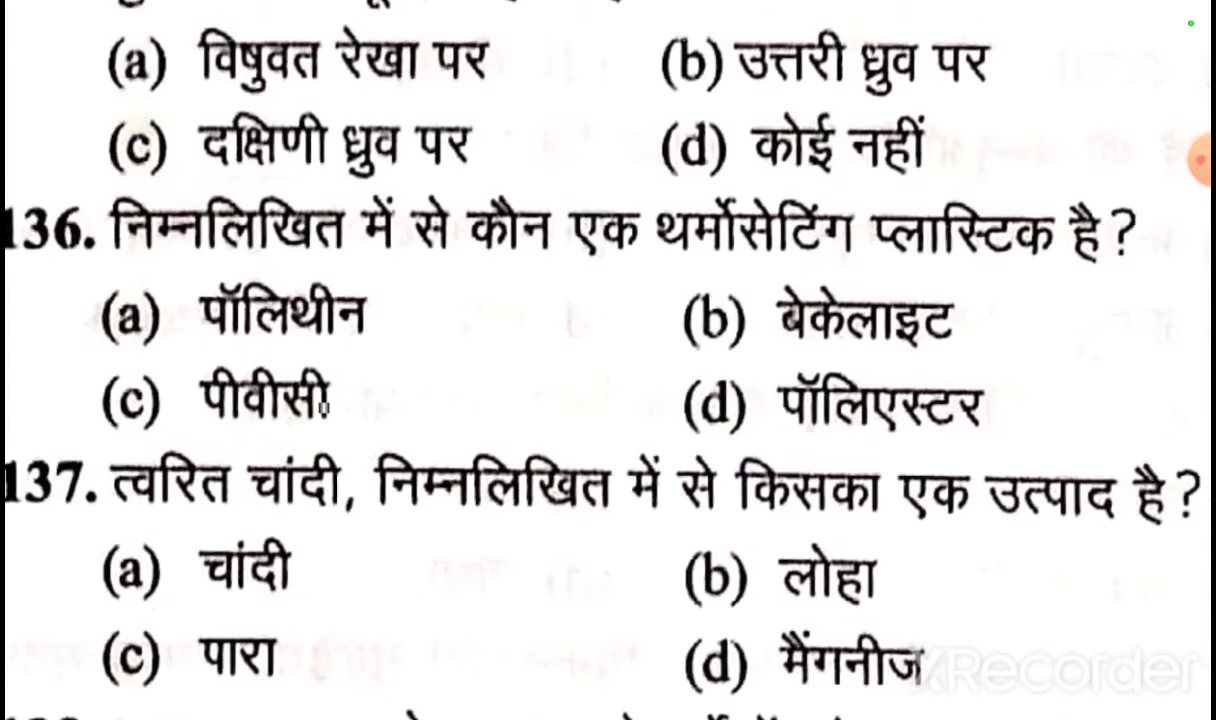 (a) विषुवत रेखा पर (b) उत्तरी ध्रुव पर
(c) दक्षिणी ध्रुव पर (d) कोई नहीं
136. निम्नलिखित में से कौन एक थर्मोसेटिंग प्लास्टिक है?
(a) पॉलिथीन (b) बेकेलाइट
(c) पीवीसी (d) पॉलिएस्टर
137. त्वरित चांदी, निम्नलिखित में से किसका एक उत्पाद है?
(a) चांदी (b) लोहा
(c) पारा (d) मैंगनीज
XRecorder